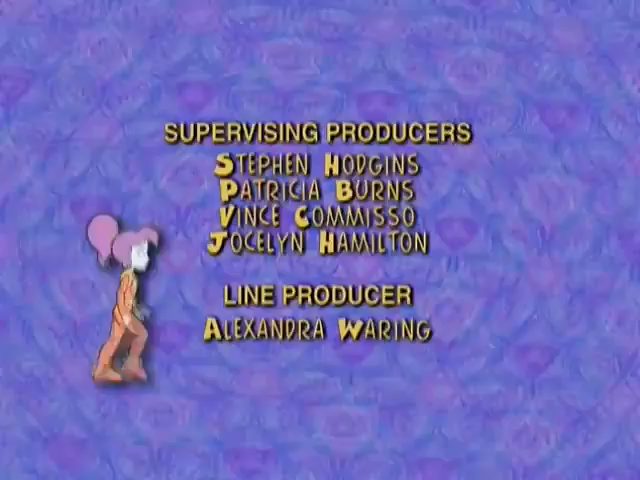 SUPERVISING PRODUCERS
STEPHEN HODGINS
PATRICIA BURNS
VINCE COMMISSO
JOCELYN HAMILTON
LINE PRODUCER
ALEXANDRA WARING